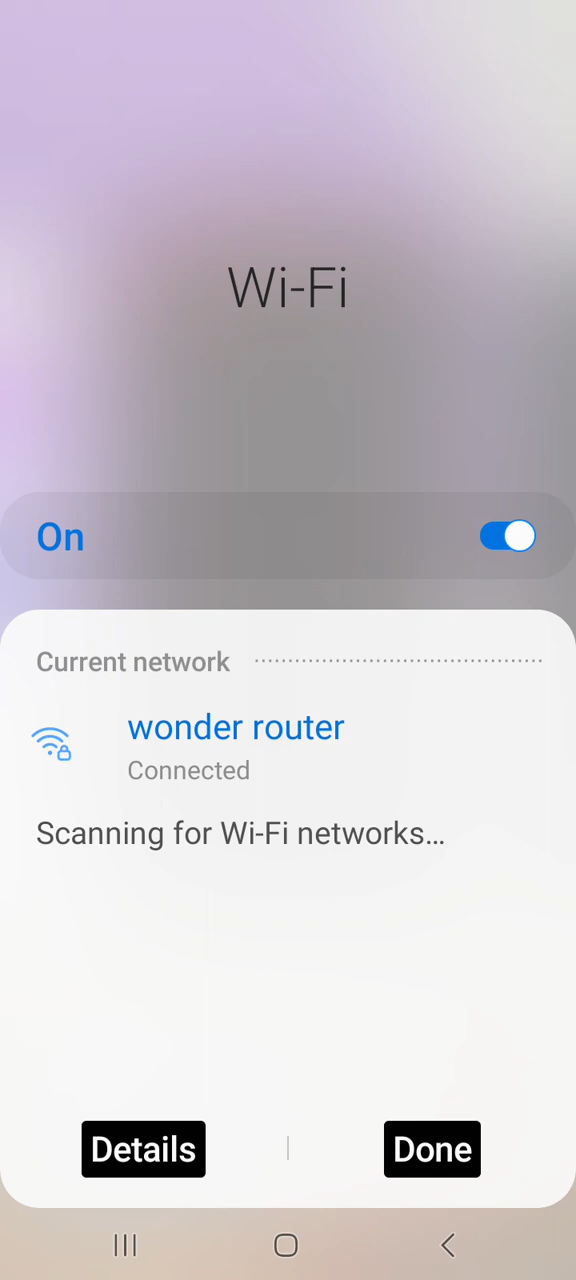 Wi-Fi
On
Current network
wonder router
Connected
Scanning for Wi-Fi networks...
Details
Done